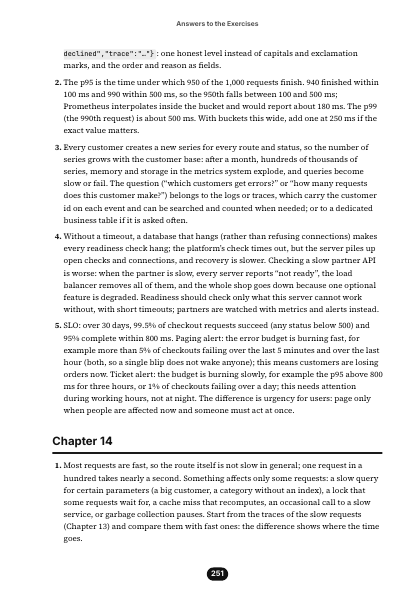 Answers to the Exercises
declined","trace":"…"} : one honest level instead of capitals and exclamation
marks, and the order and reason as fields.
2. The p95 is the time under which 950 of the 1,000 requests finish. 940 finished within
100 ms and 990 within 500 ms, so the 950th falls between 100 and 500 ms;
Prometheus interpolates inside the bucket and would report about 180 ms. The p99
(the 990th request) is about 500 ms. With buckets this wide, add one at 250 ms if the
exact value matters.
3. Every customer creates a new series for every route and status, so the number of
series grows with the customer base: after a month, hundreds of thousands of
series, memory and storage in the metrics system explode, and queries become
slow or fail. The question (“which customers get errors?” or “how many requests
does this customer make?”) belongs to the logs or traces, which carry the customer
id on each event and can be searched and counted when needed; or to a dedicated
business table if it is asked often.
4. Without a timeout, a database that hangs (rather than refusing connections) makes
every readiness check hang; the platform’s check times out, but the server piles up
open checks and connections, and recovery is slower. Checking a slow partner API
is worse: when the partner is slow, every server reports “not ready”, the load
balancer removes all of them, and the whole shop goes down because one optional
feature is degraded. Readiness should check only what this server cannot work
without, with short timeouts; partners are watched with metrics and alerts instead.
5. SLO: over 30 days, 99.5% of checkout requests succeed (any status below 500) and
95% complete within 800 ms. Paging alert: the error budget is burning fast, for
example more than 5% of checkouts failing over the last 5 minutes and over the last
hour (both, so a single blip does not wake anyone); this means customers are losing
orders now. Ticket alert: the budget is burning slowly, for example the p95 above 800
ms for three hours, or 1% of checkouts failing over a day; this needs attention
during working hours, not at night. The difference is urgency for users: page only
when people are affected now and someone must act at once.
Chapter 14
1. Most requests are fast, so the route itself is not slow in general; one request in a
hundred takes nearly a second. Something affects only some requests: a slow query
for certain parameters (a big customer, a category without an index), a lock that
some requests wait for, a cache miss that recomputes, an occasional call to a slow
service, or garbage collection pauses. Start from the traces of the slow requests
(Chapter 13) and compare them with fast ones: the difference shows where the time
goes.
251